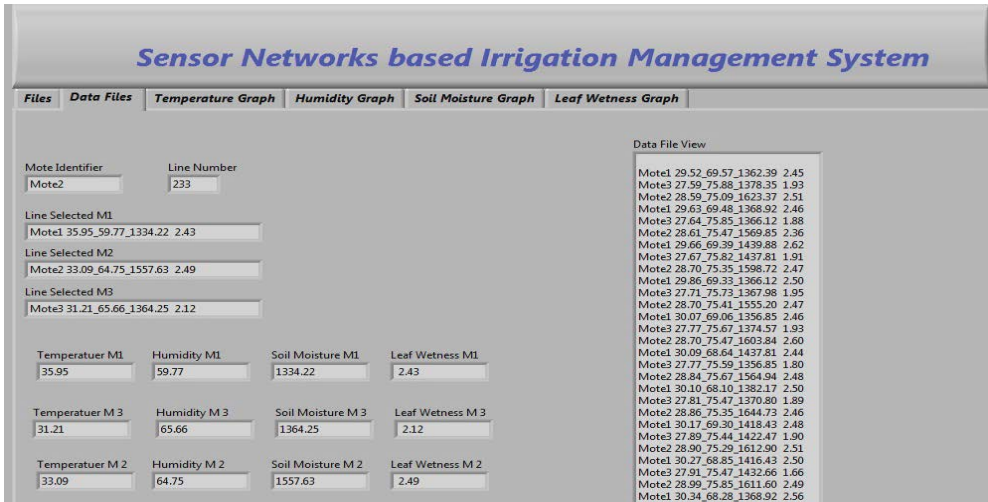 Sensor Networks based Irrigation Management System
Files Data Files Temperature Graph Humidity Graph Soil Moisture Graph Leaf Wetness Graph
Mote Identifier Line Number
Mote2 233
Line Selected M1
Mote1 35.95_59.77_1334.22 2.43
Line Selected M2
Mote2 33.09_64.75_1557.63 2.49
Line Selected M3
Mote3 31.21_65.66_1364.25 2.12
Temperatuer M1 Humidity M1 Soil Moisture M1 Leaf Wetness M1
35.95 59.77 1334.22 2.43
Temperatuer M 3 Humidity M 3 Soil Moisture M 3 Leaf Wetness M 3
31.21 65.66 1364.25 2.12
Temperatuer M 2 Humidity M 2 Soil Moisture M 2 Leaf Wetness M 2
33.09 64.75 1557.63 2.49
Data File View
Mote1 29.52_69.57_1362.39 2.45
Mote3 27.59_75.88_1378.35 1.93
Mote2 28.59_75.09_1623.37 2.51
Mote1 29.63_69.48_1368.92 2.46
Mote3 27.64_75.85_1366.12 1.88
Mote2 28.61_75.47_1569.85 2.36
Mote1 29.66_69.39_1439.88 2.62
Mote3 27.67_75.82_1437.81 1.91
Mote2 28.70_75.35_1598.72 2.47
Mote1 29.86_69.33_1366.12 2.50
Mote3 27.71_75.73_1367.98 1.95
Mote2 28.70_75.41_1555.20 2.47
Mote1 30.07_69.06_1356.85 2.46
Mote3 27.77_75.67_1374.57 1.93
Mote2 28.70_75.47_1603.84 2.60
Mote1 30.09_68.64_1437.81 2.44
Mote3 27.77_75.59_1356.85 1.80
Mote2 28.84_75.67_1564.94 2.48
Mote1 30.10_68.10_1382.17 2.50
Mote3 27.81_75.47_1370.80 1.89
Mote2 28.86_75.35_1644.73 2.46
Mote1 30.17_69.30_1418.43 2.48
Mote3 27.89_75.44_1422.47 1.90
Mote2 28.90_75.29_1612.90 2.51
Mote1 30.27_68.85_1416.43 2.50
Mote3 27.91_75.47_1432.66 1.66
Mote2 28.99_75.85_1611.60 2.49
Mote1 30.34_68.28_1368.92 2.56